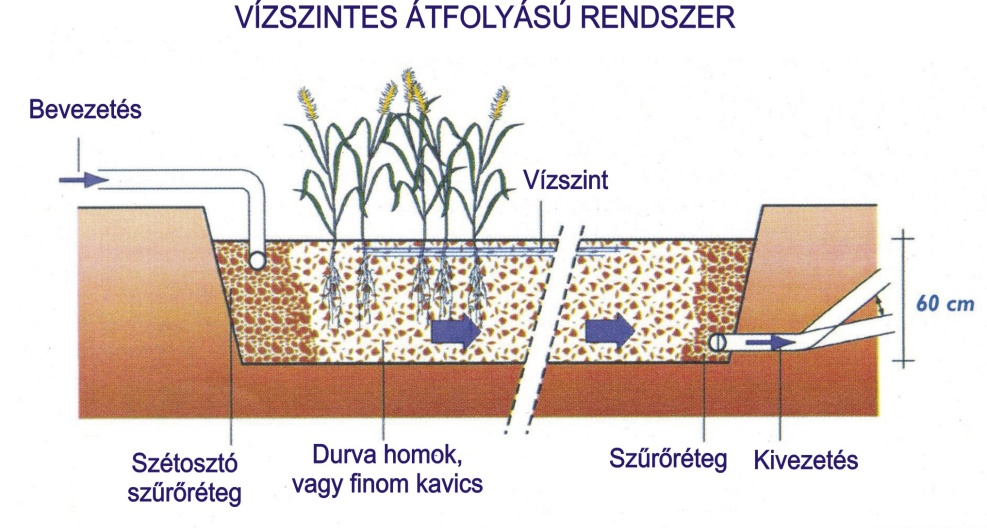 VÍZSZINTES ÁTFOLYÁSÚ RENDSZER
Bevezetés
Vízszint
60 cm
Szétosztó
szűrőréteg
Durva homok,
vagy finom kavics
Szűrőréteg
Kivezetés